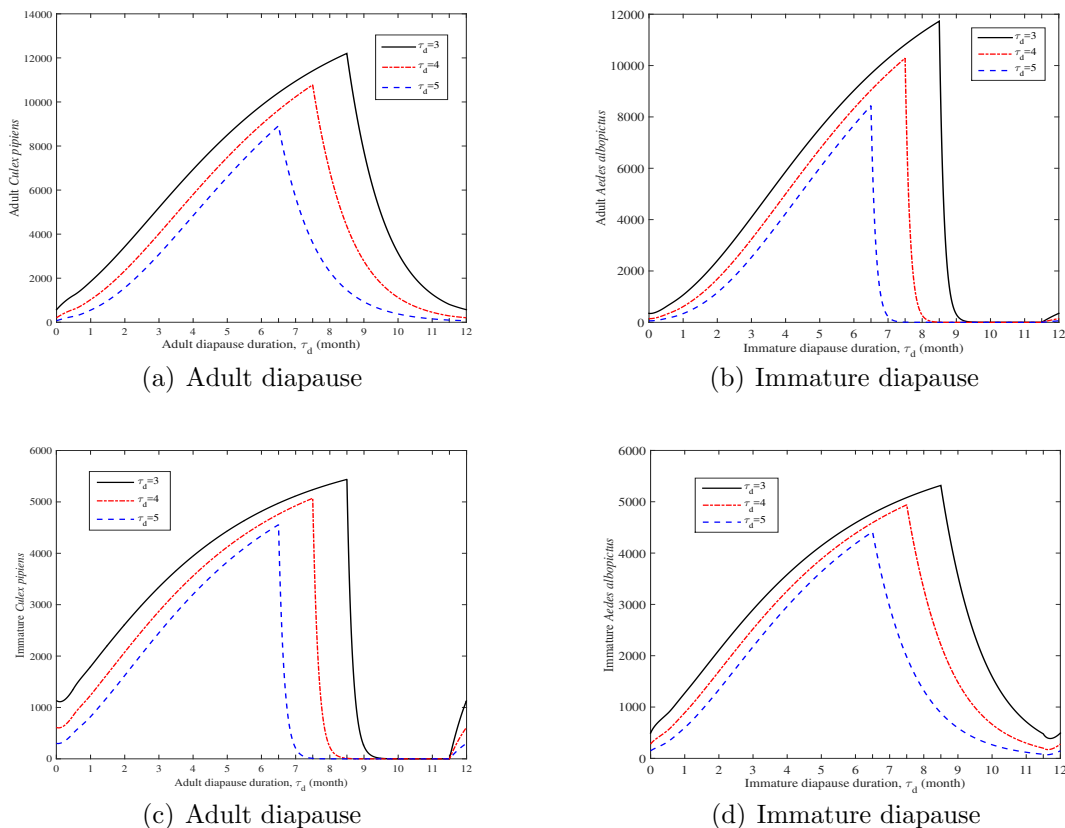 14000
12000
10000
8000
6000
4000
2000
0
Adult Culex pipiens
τd=3
τd=4
τd=5
0 1 2 3 4 5 6 7 8 9 10 11 12
Adult diapause duration, τd (month)
(a) Adult diapause
12000
10000
8000
6000
4000
2000
0
Adult Aedes albopictus
τd=3
τd=4
τd=5
0 1 2 3 4 5 6 7 8 9 10 11 12
Immature diapause duration, τd (month)
(b) Immature diapause
6000
5000
4000
3000
2000
1000
0
Immature Culex pipiens
τd=3
τd=4
τd=5
0 1 2 3 4 5 6 7 8 9 10 11 12
Adult diapause duration, τd (month)
(c) Adult diapause
6000
5000
4000
3000
2000
1000
0
Immature Aedes albopictus
τd=3
τd=4
τd=5
0 1 2 3 4 5 6 7 8 9 10 11 12
Immature diapause duration, τd (month)
(d) Immature diapause